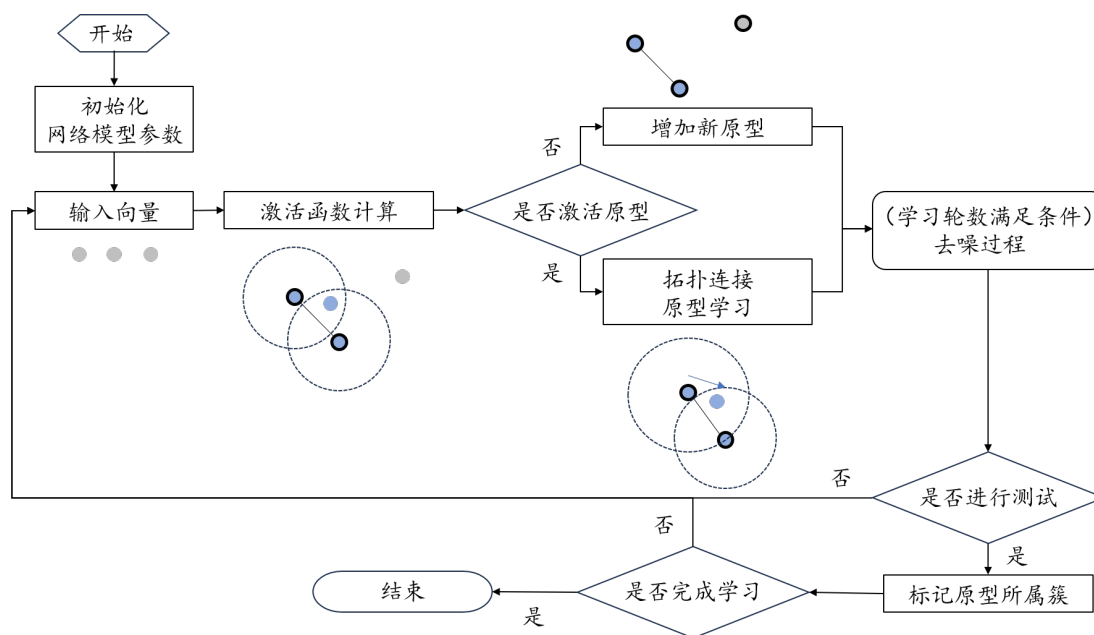 开始
初始化
网络模型参数
输入向量
激活函数计算
是否激活原型
否
增加新原型
是
拓扑连接
原型学习
(学习轮数满足条件)
去噪过程
是否进行测试
否
是
标记原型所属簇
是否完成学习
否
是
结束